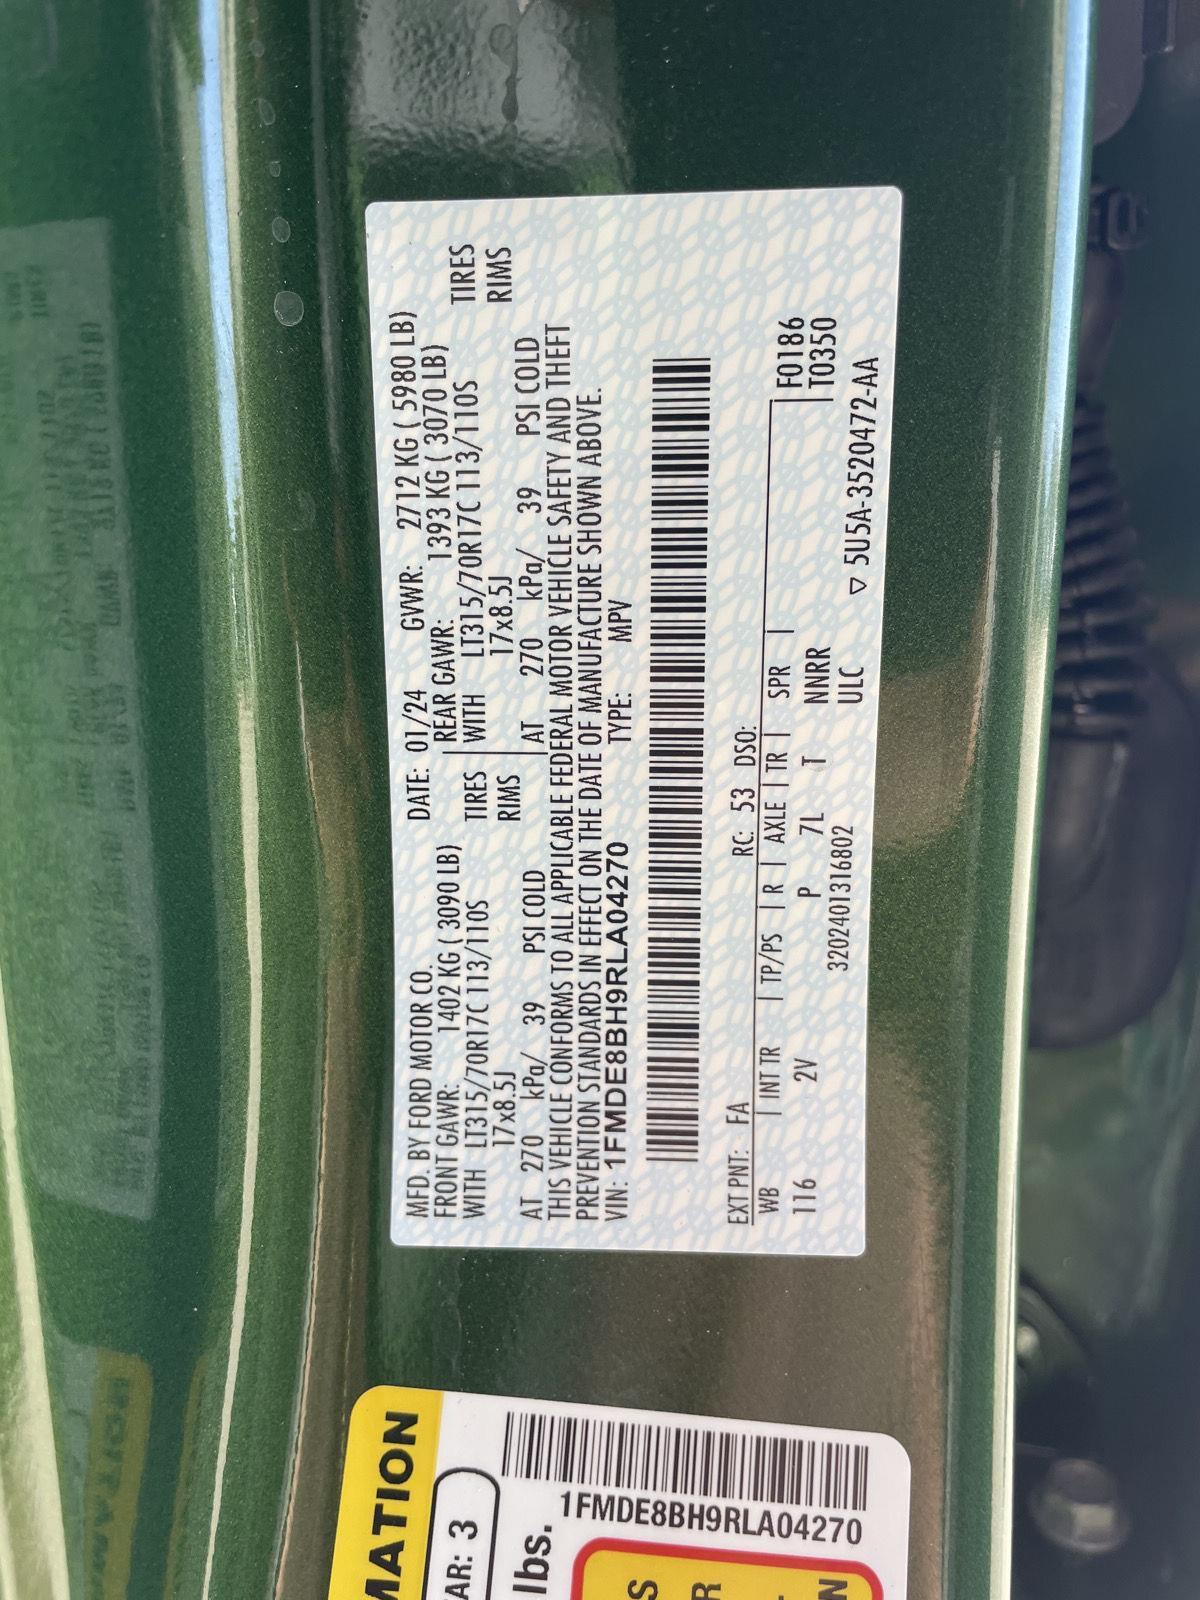 MFD. BY FORD MOTOR CO. DATE: 01/24 GVWR: 2712 KG ( 5980 LB)
FRONT GAWR: 1402 KG ( 3090 LB) REAR GAWR: 1393 KG ( 3070 LB)
WITH LT315/70R17C 113/110S TIRES WITH LT315/70R17C 113/110S TIRES
17x8.5J RIMS 17x8.5J RIMS
AT 270 kPa/ 39 PSI COLD AT 270 kPa/ 39 PSI COLD
THIS VEHICLE CONFORMS TO ALL APPLICABLE FEDERAL MOTOR VEHICLE SAFETY AND THEFT
PREVENTION STANDARDS IN EFFECT ON THE DATE OF MANUFACTURE SHOWN ABOVE.
VIN: 1FMDE8BH9RLA04270 TYPE: MPV
EXT PNT: FA RC: 53 DSO:
WB INT TR TP/PS R AXLE TR SPR F0186
116 2V P 7L T NNRR T0350
3202401316802 ULC
▽ 5U5A-3520472-AA
MATION
AR: 3
lbs.
1FMDE8BH9RLA04270
S
R
N